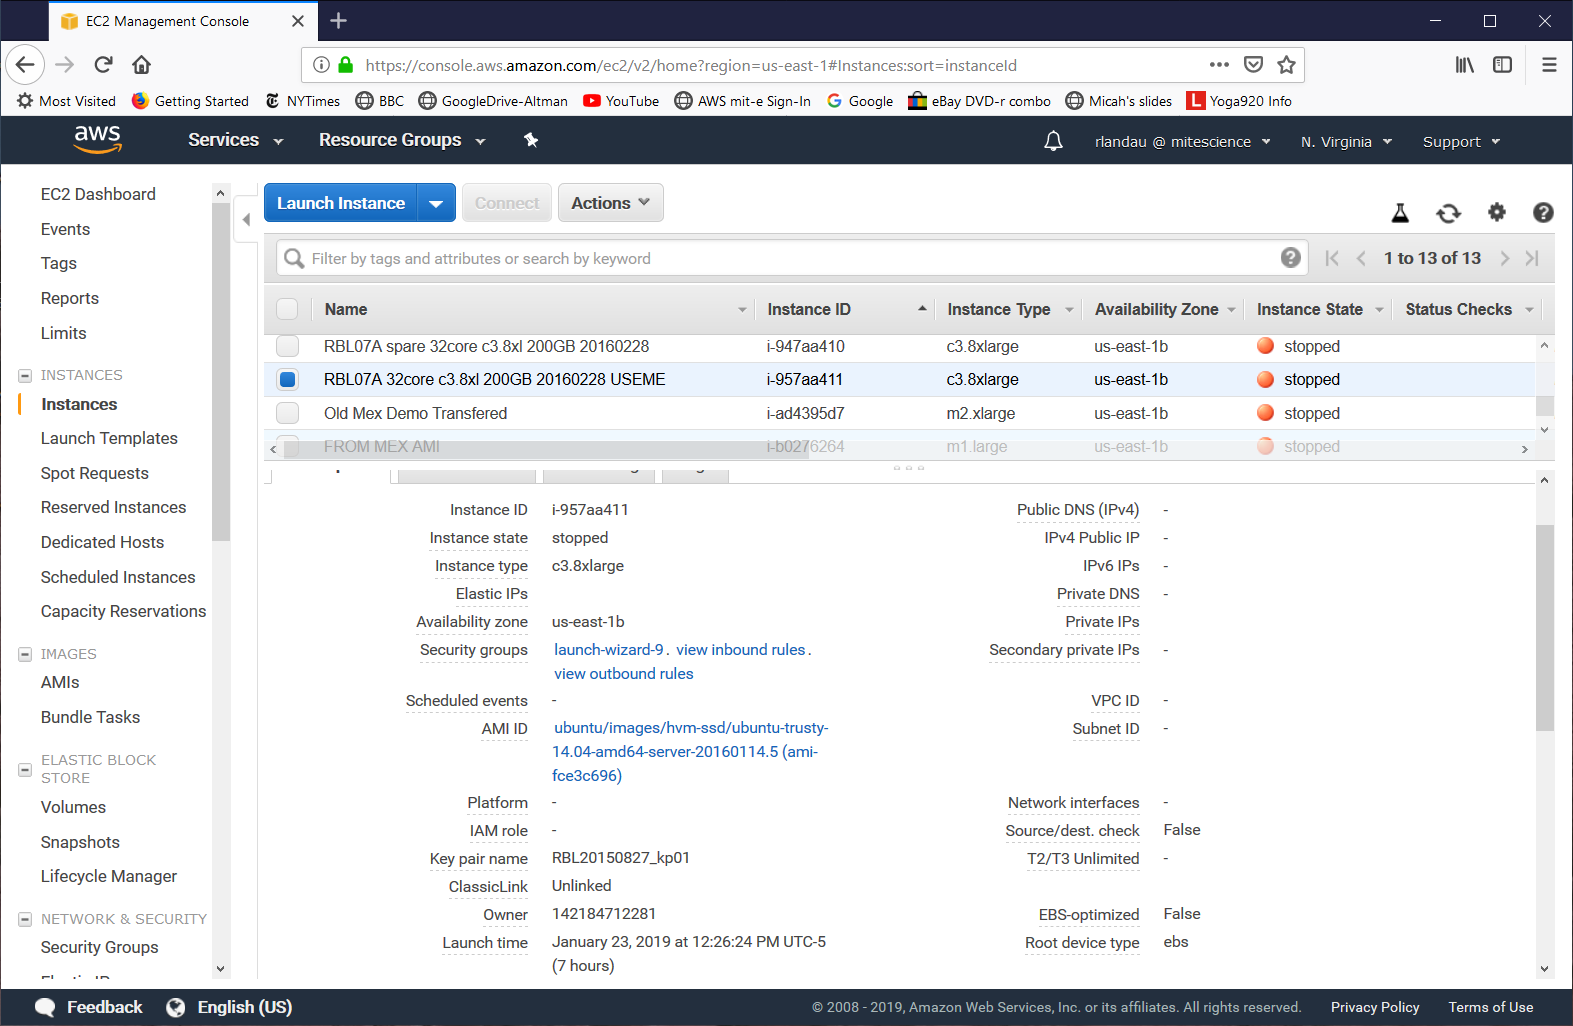 EC2 Management Console
https://console.aws.amazon.com/ec2/v2/home?region=us-east-1#Instances:sort=instanceId
Most Visited Getting Started NYTimes BBC GoogleDrive-Altman YouTube AWS mit-e Sign-In Google eBay DVD-r combo Micah's slides Yoga920 Info
aws Services Resource Groups rlandau @ mitescience N. Virginia Support
EC2 Dashboard
Events
Tags
Reports
Limits
INSTANCES
Instances
Launch Templates
Spot Requests
Reserved Instances
Dedicated Hosts
Scheduled Instances
Capacity Reservations
IMAGES
AMIs
Bundle Tasks
ELASTIC BLOCK
STORE
Volumes
Snapshots
Lifecycle Manager
NETWORK & SECURITY
Security Groups
Launch Instance Connect Actions
Filter by tags and attributes or search by keyword 1 to 13 of 13
Name Instance ID Instance Type Availability Zone Instance State Status Checks
RBL07A spare 32core c3.8xl 200GB 20160228 i-947aa410 c3.8xlarge us-east-1b stopped
RBL07A 32core c3.8xl 200GB 20160228 USEME i-957aa411 c3.8xlarge us-east-1b stopped
Old Mex Demo Transfered i-ad4395d7 m2.xlarge us-east-1b stopped
FROM MEX AMI i-b0276264 m1.large us-east-1b stopped
Instance ID i-957aa411 Public DNS (IPv4) -
Instance state stopped IPv4 Public IP -
Instance type c3.8xlarge IPv6 IPs -
Elastic IPs Private DNS -
Availability zone us-east-1b Private IPs
Security groups launch-wizard-9. view inbound rules. Secondary private IPs -
view outbound rules
Scheduled events - VPC ID -
AMI ID ubuntu/images/hvm-ssd/ubuntu-trusty- Subnet ID -
14.04-amd64-server-20160114.5 (ami-
fce3c696)
Platform - Network interfaces -
IAM role - Source/dest. check False
Key pair name RBL20150827_kp01 T2/T3 Unlimited -
ClassicLink Unlinked
Owner 142184712281 EBS-optimized False
Launch time January 23, 2019 at 12:26:24 PM UTC-5 Root device type ebs
(7 hours)
Feedback English (US) © 2008 - 2019, Amazon Web Services, Inc. or its affiliates. All rights reserved. Privacy Policy Terms of Use